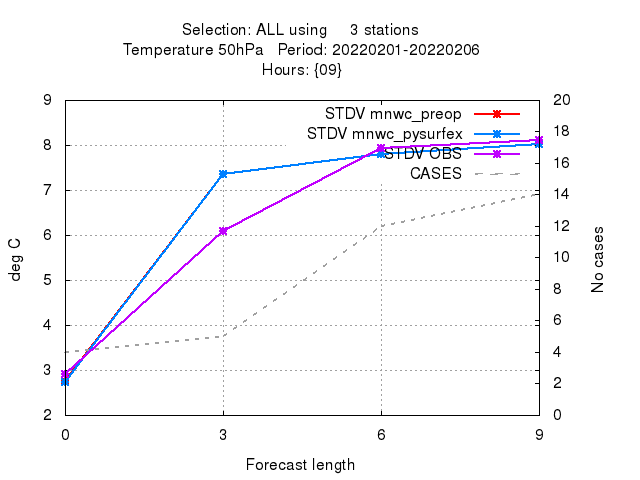 Selection: ALL using     3 stations
Temperature 50hPa   Period: 20220201-20220206
Hours: {09}
9 20
STDV mnwc_preop
18
STDV mnwc_pysurfex
8
STDV OBS
16
CASES
7 14
6 12
10
5
8
4 6
4
3
2
2 0
0 3 6 9
deg C
No cases
Forecast length